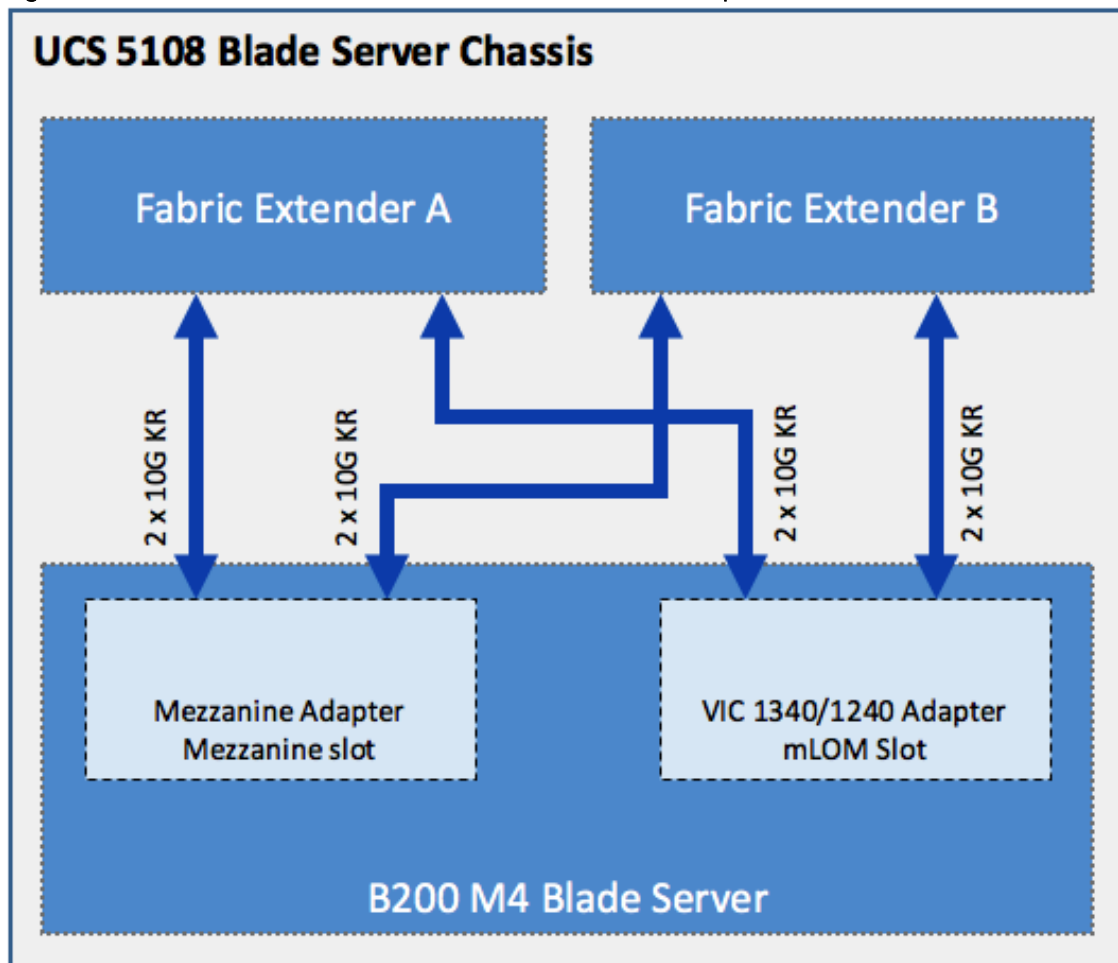 UCS 5108 Blade Server Chassis
Fabric Extender A
Fabric Extender B
2 x 10G KR
2 x 10G KR
2 x 10G KR
2 x 10G KR
Mezzanine Adapter
Mezzanine slot
VIC 1340/1240 Adapter
mLOM Slot
B200 M4 Blade Server